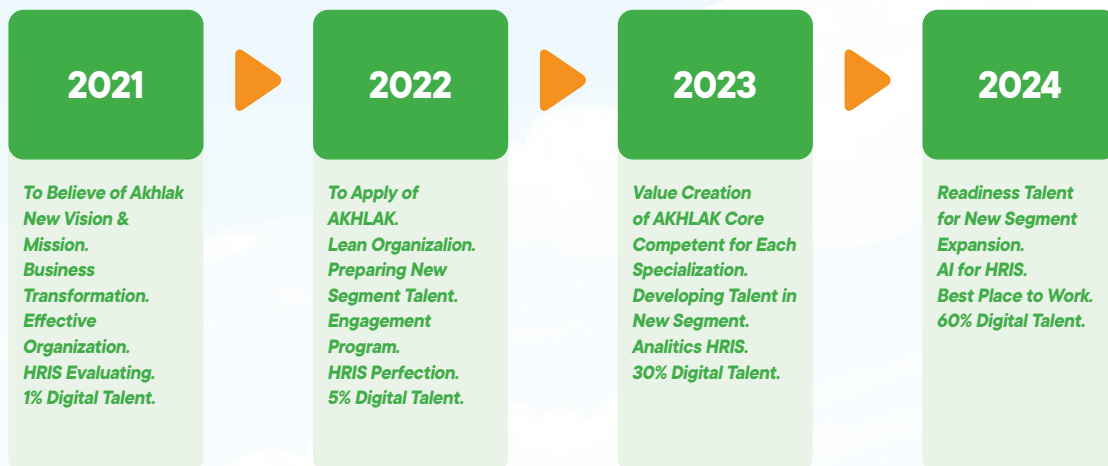 2021
To Believe of Akhlak
New Vision &
Mission.
Business
Transformation.
Effective
Organization.
HRIS Evaluating.
1% Digital Talent.
2022
To Apply of
AKHLAK.
Lean Organizalion.
Preparing New
Segment Talent.
Engagement
Program.
HRIS Perfection.
5% Digital Talent.
2023
Value Creation
of AKHLAK Core
Competent for Each
Specialization.
Developing Talent in
New Segment.
Analitics HRIS.
30% Digital Talent.
2024
Readiness Talent
for New Segment
Expansion.
AI for HRIS.
Best Place to Work.
60% Digital Talent.